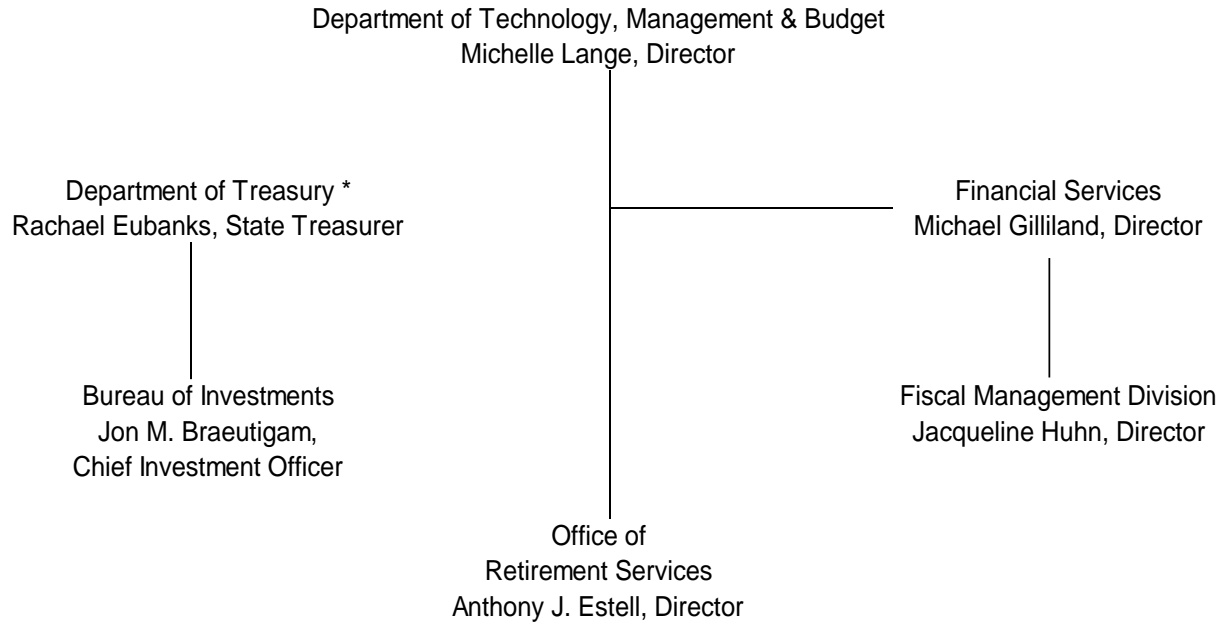 Department of Technology, Management & Budget
Michelle Lange, Director
Department of Treasury *
Rachael Eubanks, State Treasurer
Financial Services
Michael Gilliland, Director
Bureau of Investments
Jon M. Braeutigam,
Chief Investment Officer
Fiscal Management Division
Jacqueline Huhn, Director
Office of
Retirement Services
Anthony J. Estell, Director